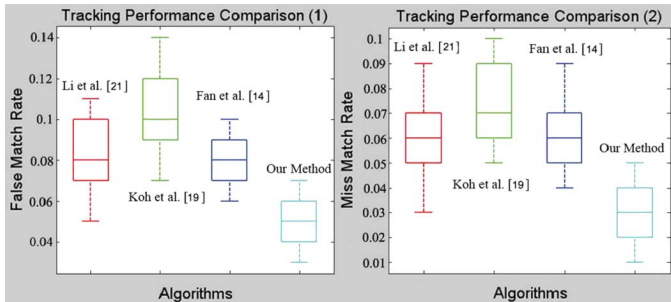 Tracking Performance Comparison (1)
False Match Rate
0.14
0.12
0.1
0.08
0.06
0.04
Li et al. [21]
Koh et al. [19]
Fan et al. [14]
Our Method
Algorithms
Tracking Performance Comparison (2)
Miss Match Rate
0.1
0.09
0.08
0.07
0.06
0.05
0.04
0.03
0.02
0.01
Li et al. [21]
Koh et al. [19]
Fan et al. [14]
Our Method
Algorithms